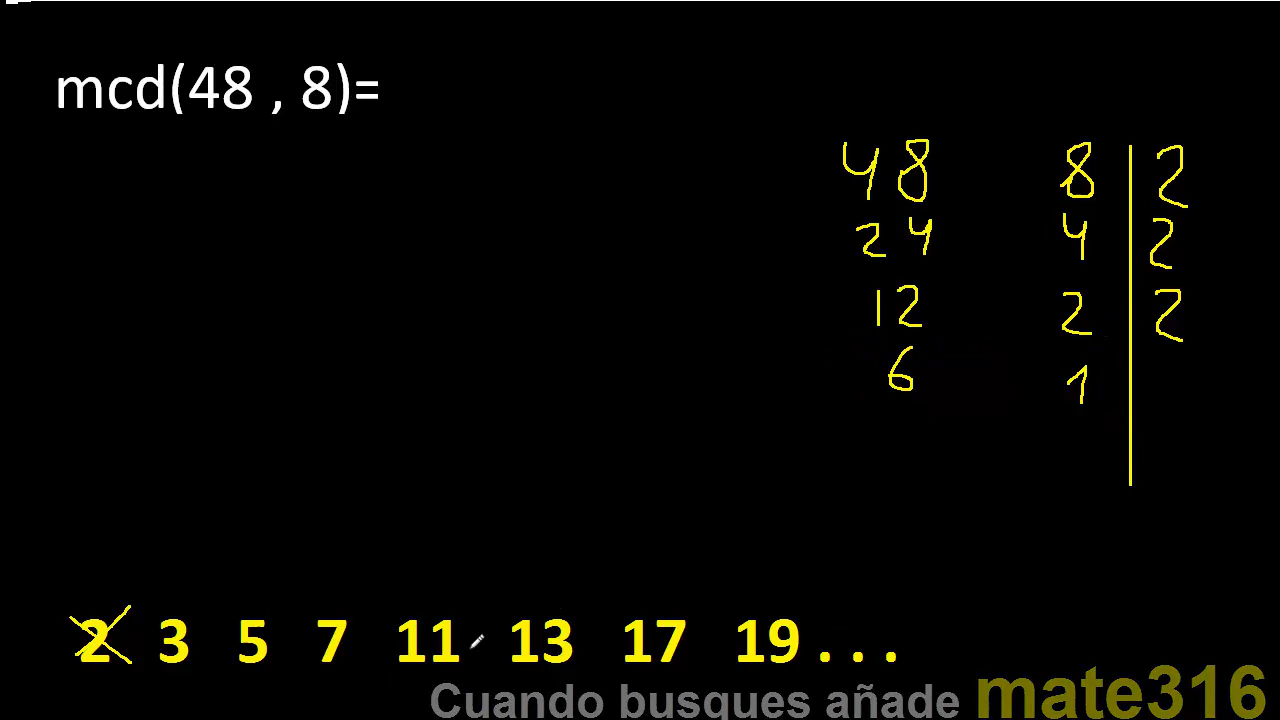 mcd(48 , 8)=
48 8 2
24 4 2
12 2 2
6 1
2 3 5 7 11 13 17 19 . . .
Cuando busques añade mate316